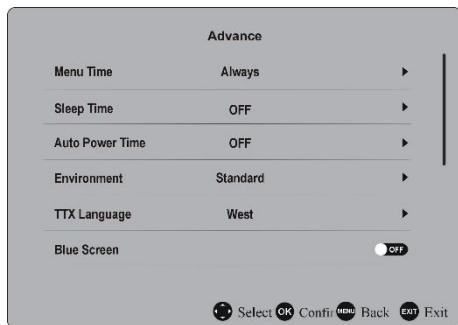 Advance
Menu Time Always
Sleep Time OFF
Auto Power Time OFF
Environment Standard
TTX Language West
Blue Screen OFF
Select OK Confir MENU Back EXIT Exit